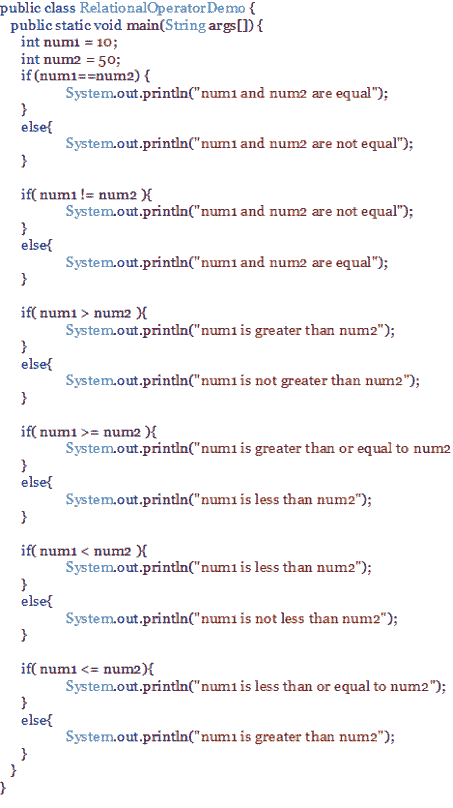 public class RelationalOperatorDemo {
public static void main(String args[]) {
int num1 = 10;
int num2 = 50;
if (num1==num2) {
System.out.println("num1 and num2 are equal");
}
else{
System.out.println("num1 and num2 are not equal");
}
if( num1 != num2 ){
System.out.println("num1 and num2 are not equal");
}
else{
System.out.println("num1 and num2 are equal");
}
if( num1 > num2 ){
System.out.println("num1 is greater than num2");
}
else{
System.out.println("num1 is not greater than num2");
}
if( num1 >= num2 ){
System.out.println("num1 is greater than or equal to num2
}
else{
System.out.println("num1 is less than num2");
}
if( num1 < num2 ){
System.out.println("num1 is less than num2");
}
else{
System.out.println("num1 is not less than num2");
}
if( num1 <= num2){
System.out.println("num1 is less than or equal to num2");
}
else{
System.out.println("num1 is greater than num2");
}
}
}